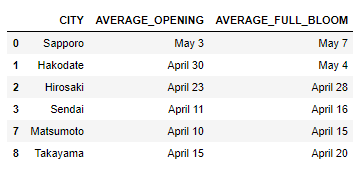 CITY AVERAGE_OPENING AVERAGE_FULL_BLOOM
0 Sapporo May 3 May 7
1 Hakodate April 30 May 4
2 Hirosaki April 23 April 28
3 Sendai April 11 April 16
7 Matsumoto April 10 April 15
8 Takayama April 15 April 20